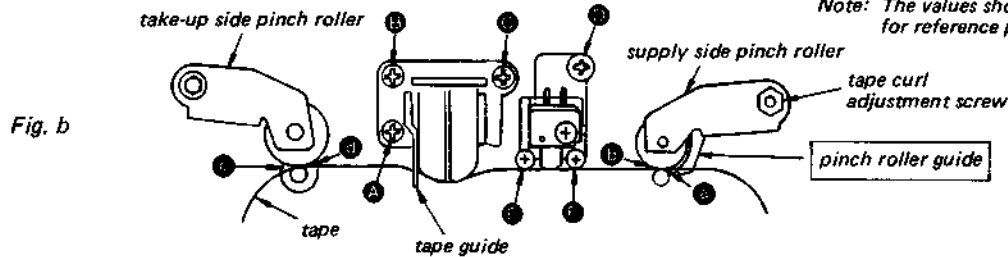 take-up side pinch roller
Note: The values sho
for reference p
supply side pinch roller
tape curl
adjustment screw
Fig. b
pinch roller guide
A
tape
tape guide